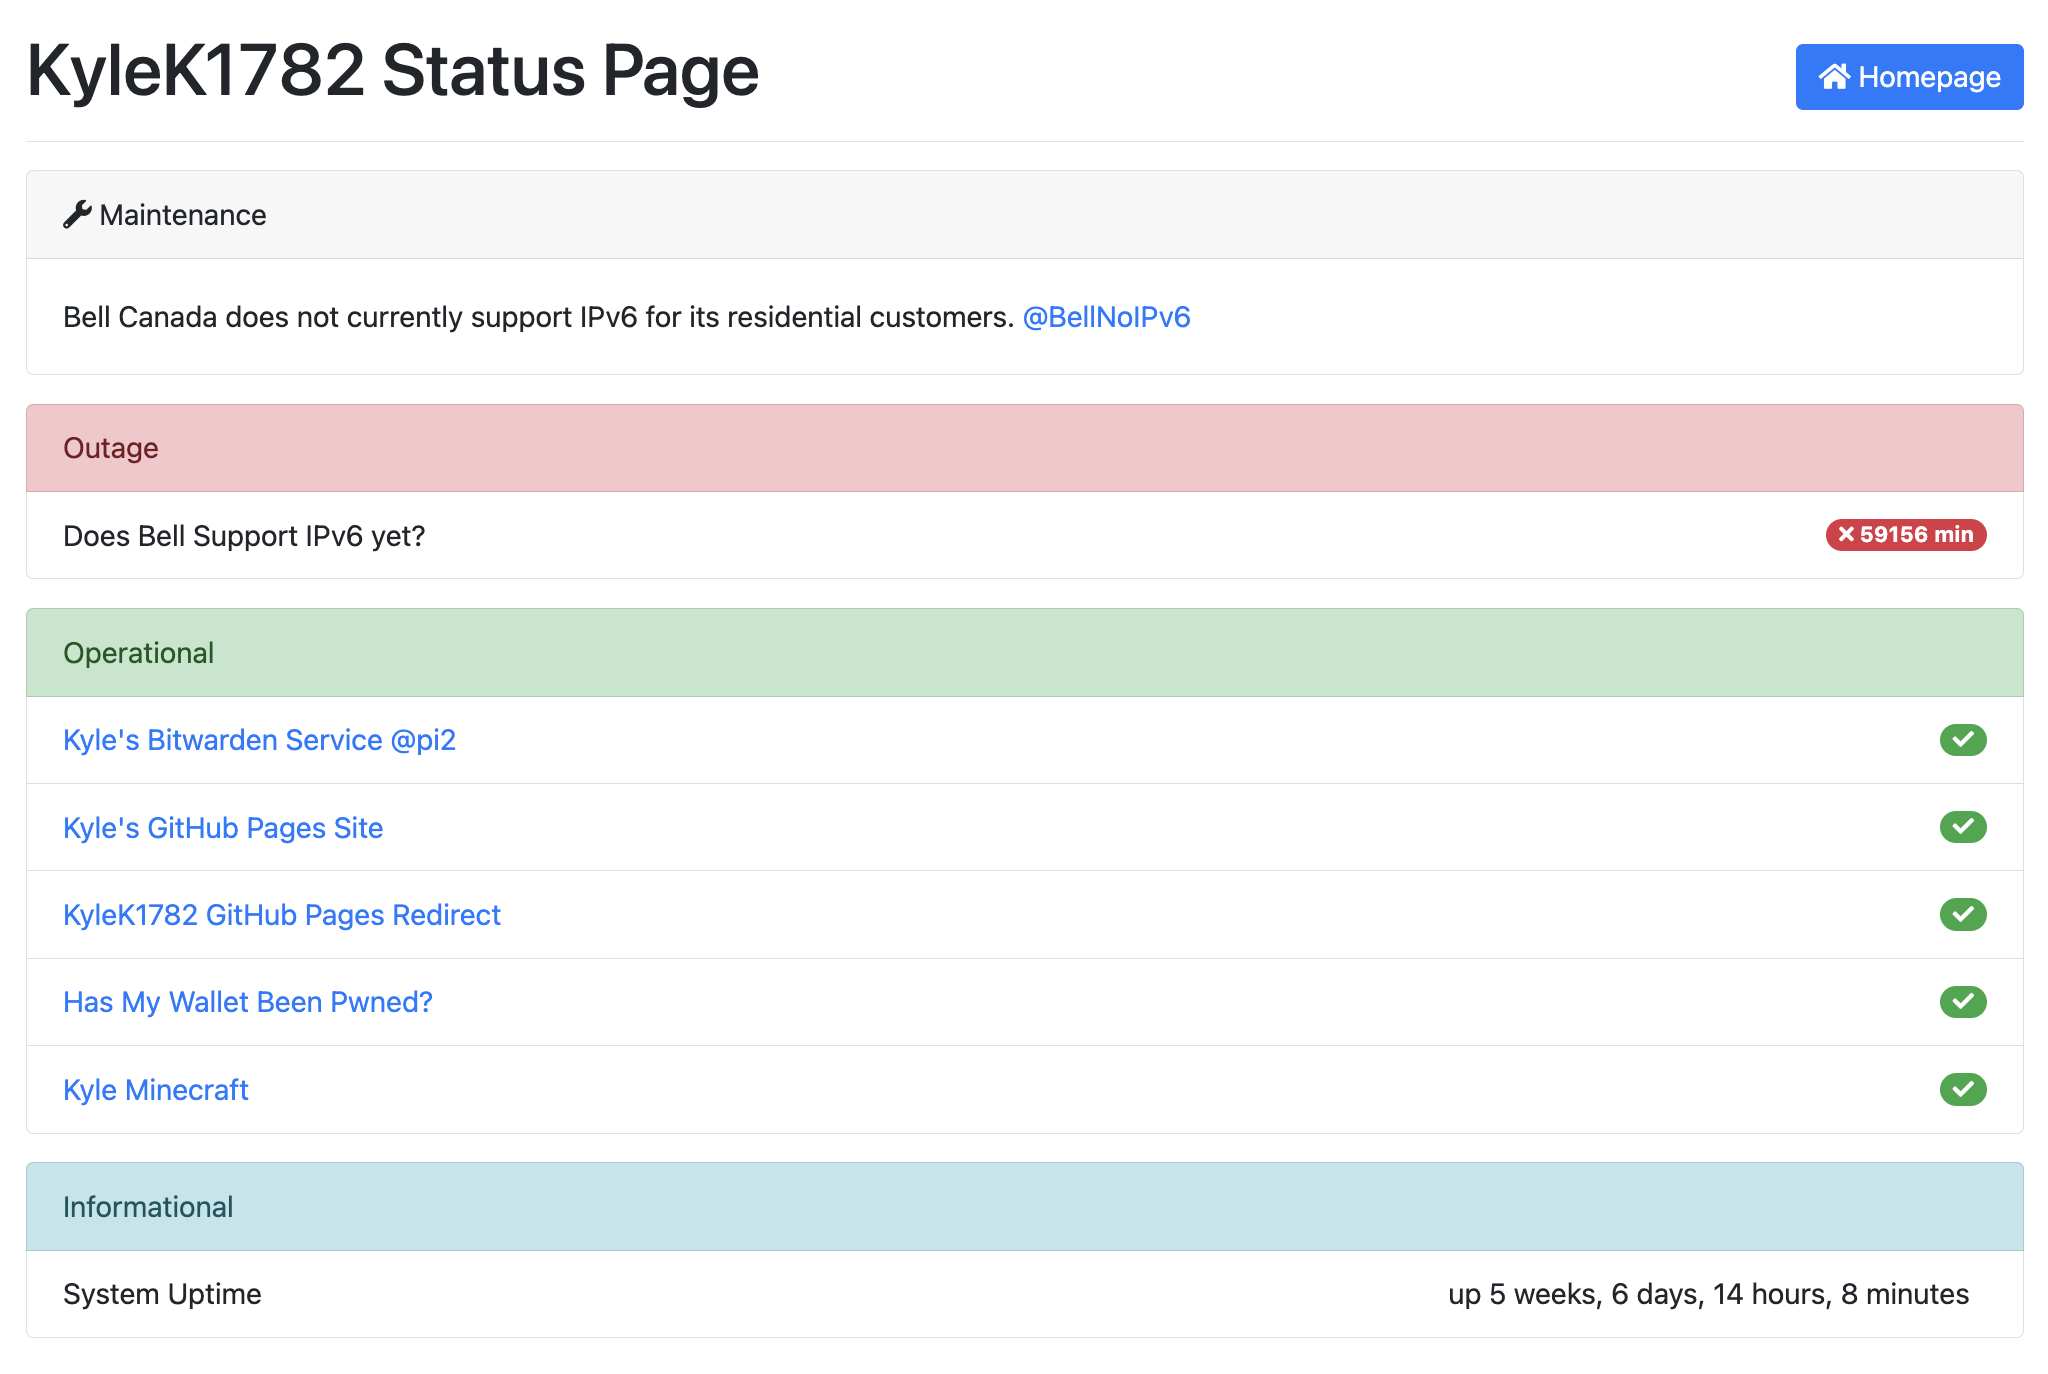 KyleK1782 Status Page
Homepage
Maintenance
Bell Canada does not currently support IPv6 for its residential customers. @BellNoIPv6
Outage
Does Bell Support IPv6 yet?
59156 min
Operational
Kyle's Bitwarden Service @pi2
Kyle's GitHub Pages Site
KyleK1782 GitHub Pages Redirect
Has My Wallet Been Pwned?
Kyle Minecraft
Informational
System Uptime
up 5 weeks, 6 days, 14 hours, 8 minutes